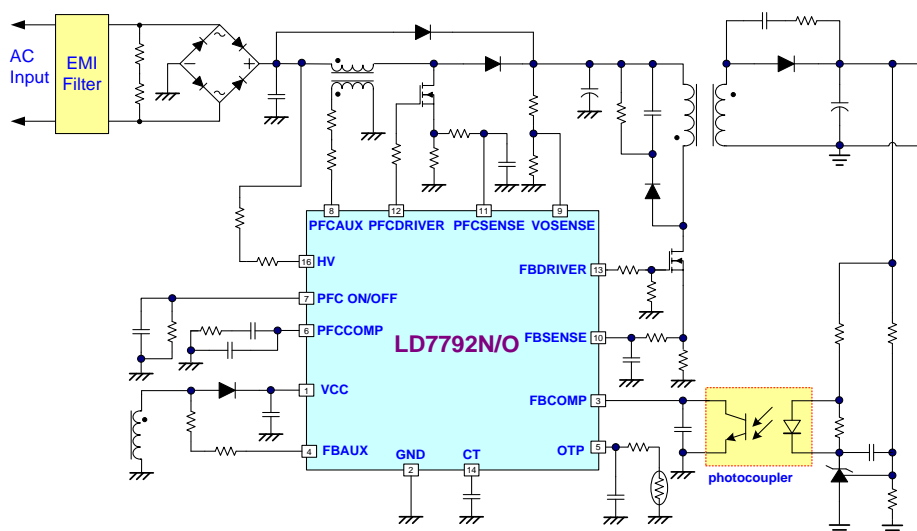 AC
Input
EMI
Filter
8
12
11
9
PFCAUX
PFCDRIVER
PFCSENSE
VOSENSE
16
HV
FBDRIVER
13
7
PFC ON/OFF
6
PFCCOMP
LD7792N/O
FBSENSE
10
1
VCC
FBCOMP
3
4
FBAUX
GND
CT
OTP
5
2
14
photocoupler